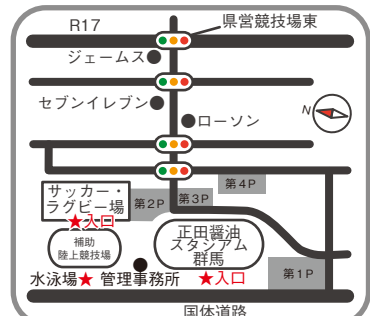 R17
県営競技場東
ジェームス
セブンイレブン
ローソン
N
第4P
第3P
第2P
サッカー・
ラグビー場
★入口
正田醤油
スタジアム
群馬
補助
陸上競技場
水泳場★ 管理事務所
★入口
第1P
国体道路